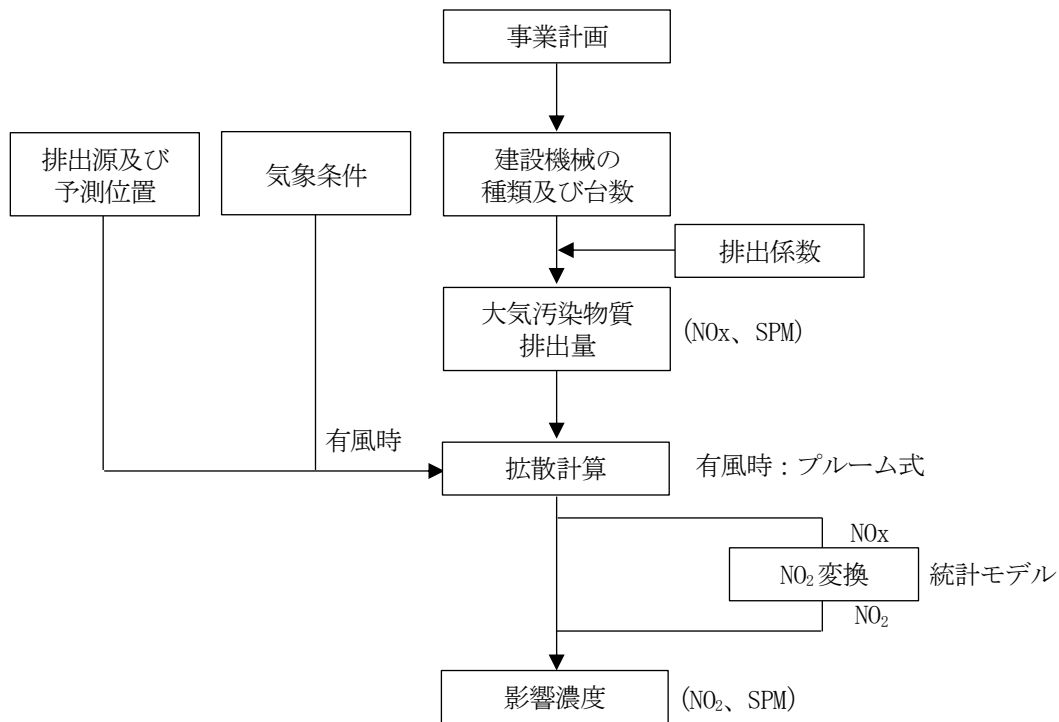 事業計画
排出源及び
予測位置
気象条件
建設機械の
種類及び台数
排出係数
大気汚染物質
排出量
(NOx、SPM)
有風時
拡散計算
有風時：プルーム式
NOx
NO₂変換
統計モデル
NO₂
影響濃度
(NO₂、SPM)